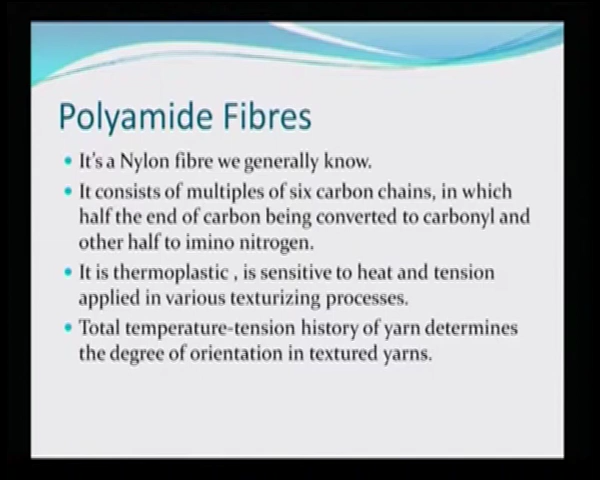 Polyamide Fibres
• It's a Nylon fibre we generally know.
• It consists of multiples of six carbon chains, in which
half the end of carbon being converted to carbonyl and
other half to imino nitrogen.
• It is thermoplastic , is sensitive to heat and tension
applied in various texturizing processes.
• Total temperature-tension history of yarn determines
the degree of orientation in textured yarns.